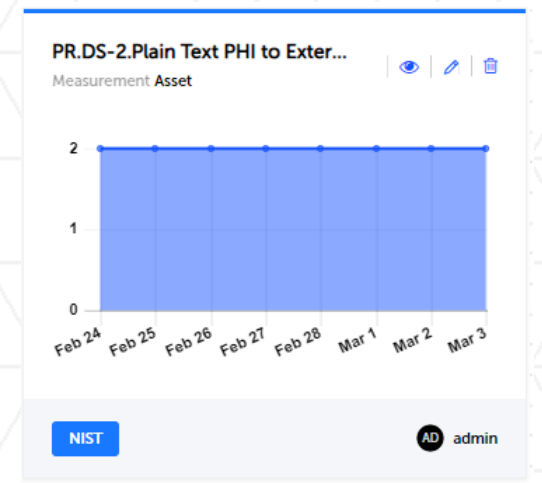 PR.DS-2.Plain Text PHI to Exter...
Measurement Asset
2
1
0
Feb 24 Feb 25 Feb 26 Feb 27 Feb 28 Mar 1 Mar 2 Mar 3
NIST AD admin